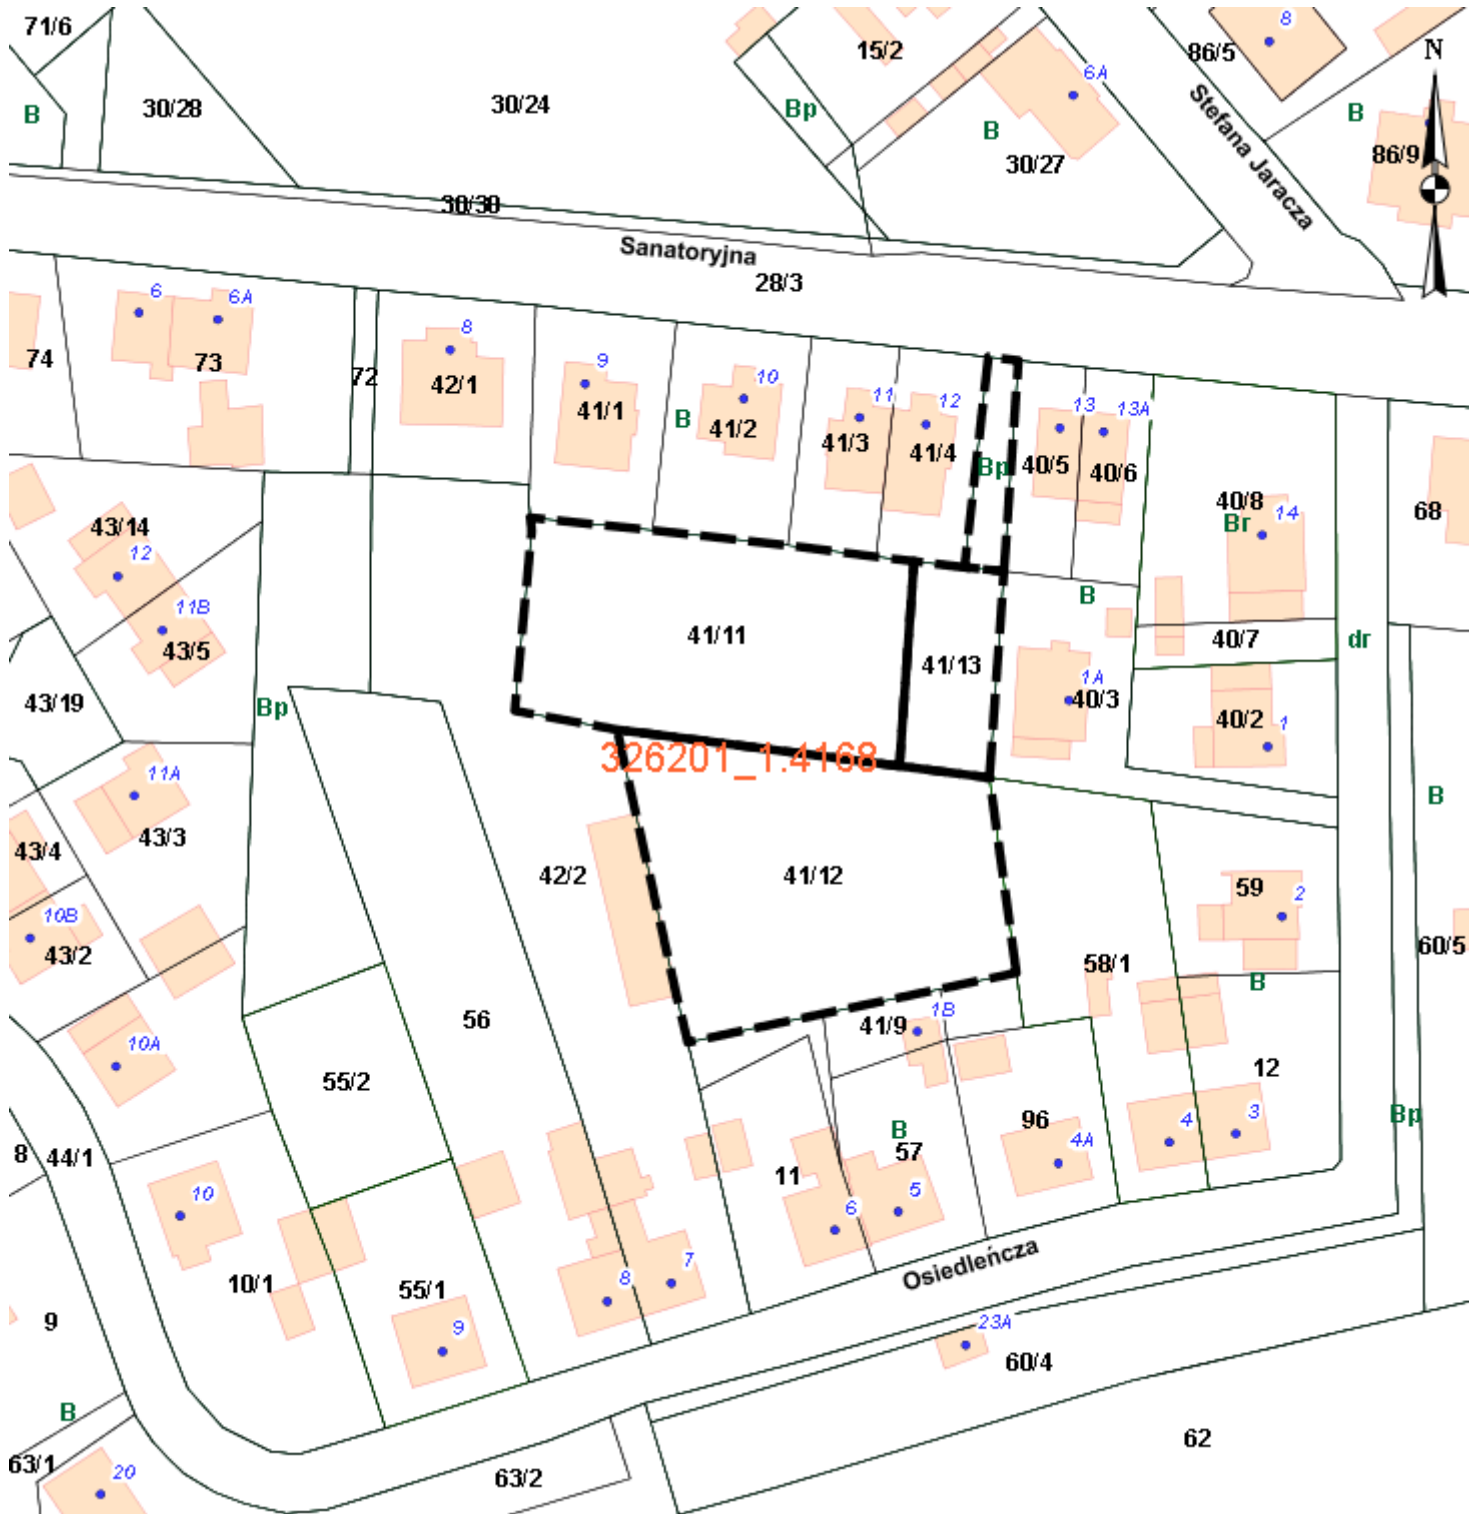 71/6
8
15/2
86/5
N
6A
30/28
30/24
Bp
B
B
B
Stefana Jaracza
30/27
86/9
30/30
Sanatoryjna
28/3
6
6A
8
74
73
72
42/1
9
41/1
10
B
41/2
11
41/3
12
41/4
13
13A
Bp
40/5
40/6
40/8
Br
14
68
43/14
12
11B
43/5
B
41/11
41/13
40/7
dr
43/19
Bp
1A
40/3
40/2
1
326201_1.4168
11A
43/3
B
43/4
42/2
41/12
59
2
10B
43/2
58/1
60/5
B
56
41/9
1B
10A
55/2
12
8
44/1
96
4A
4
3
Bp
B
57
11
10
5
6
Osiedleńcza
10/1
55/1
8
7
9
9
23A
60/4
B
62
63/1
20
63/2